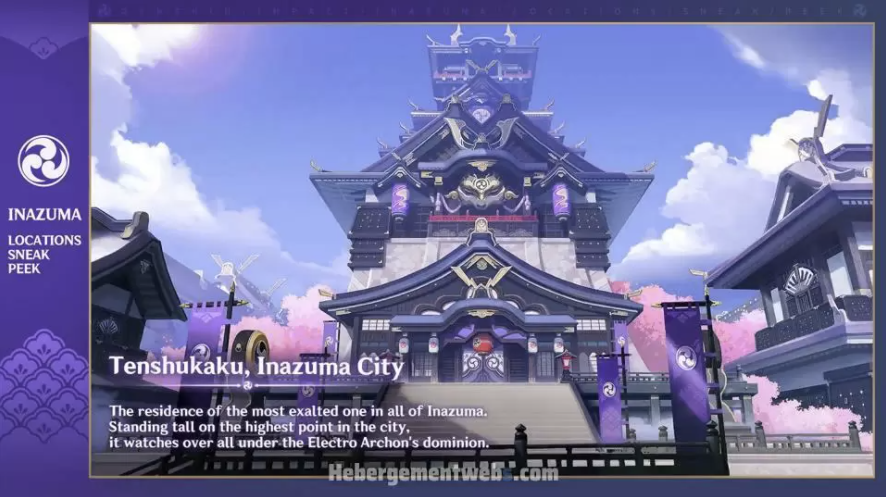 INAZUMA
LOCATIONS
SNEAK
PEEK
Tenshukaku, Inazuma City
The residence of the most exalted one in all of Inazuma.
Standing tall on the highest point in the city,
it watches over all under the Electro Archon's dominion.
Hebergementwebs.com